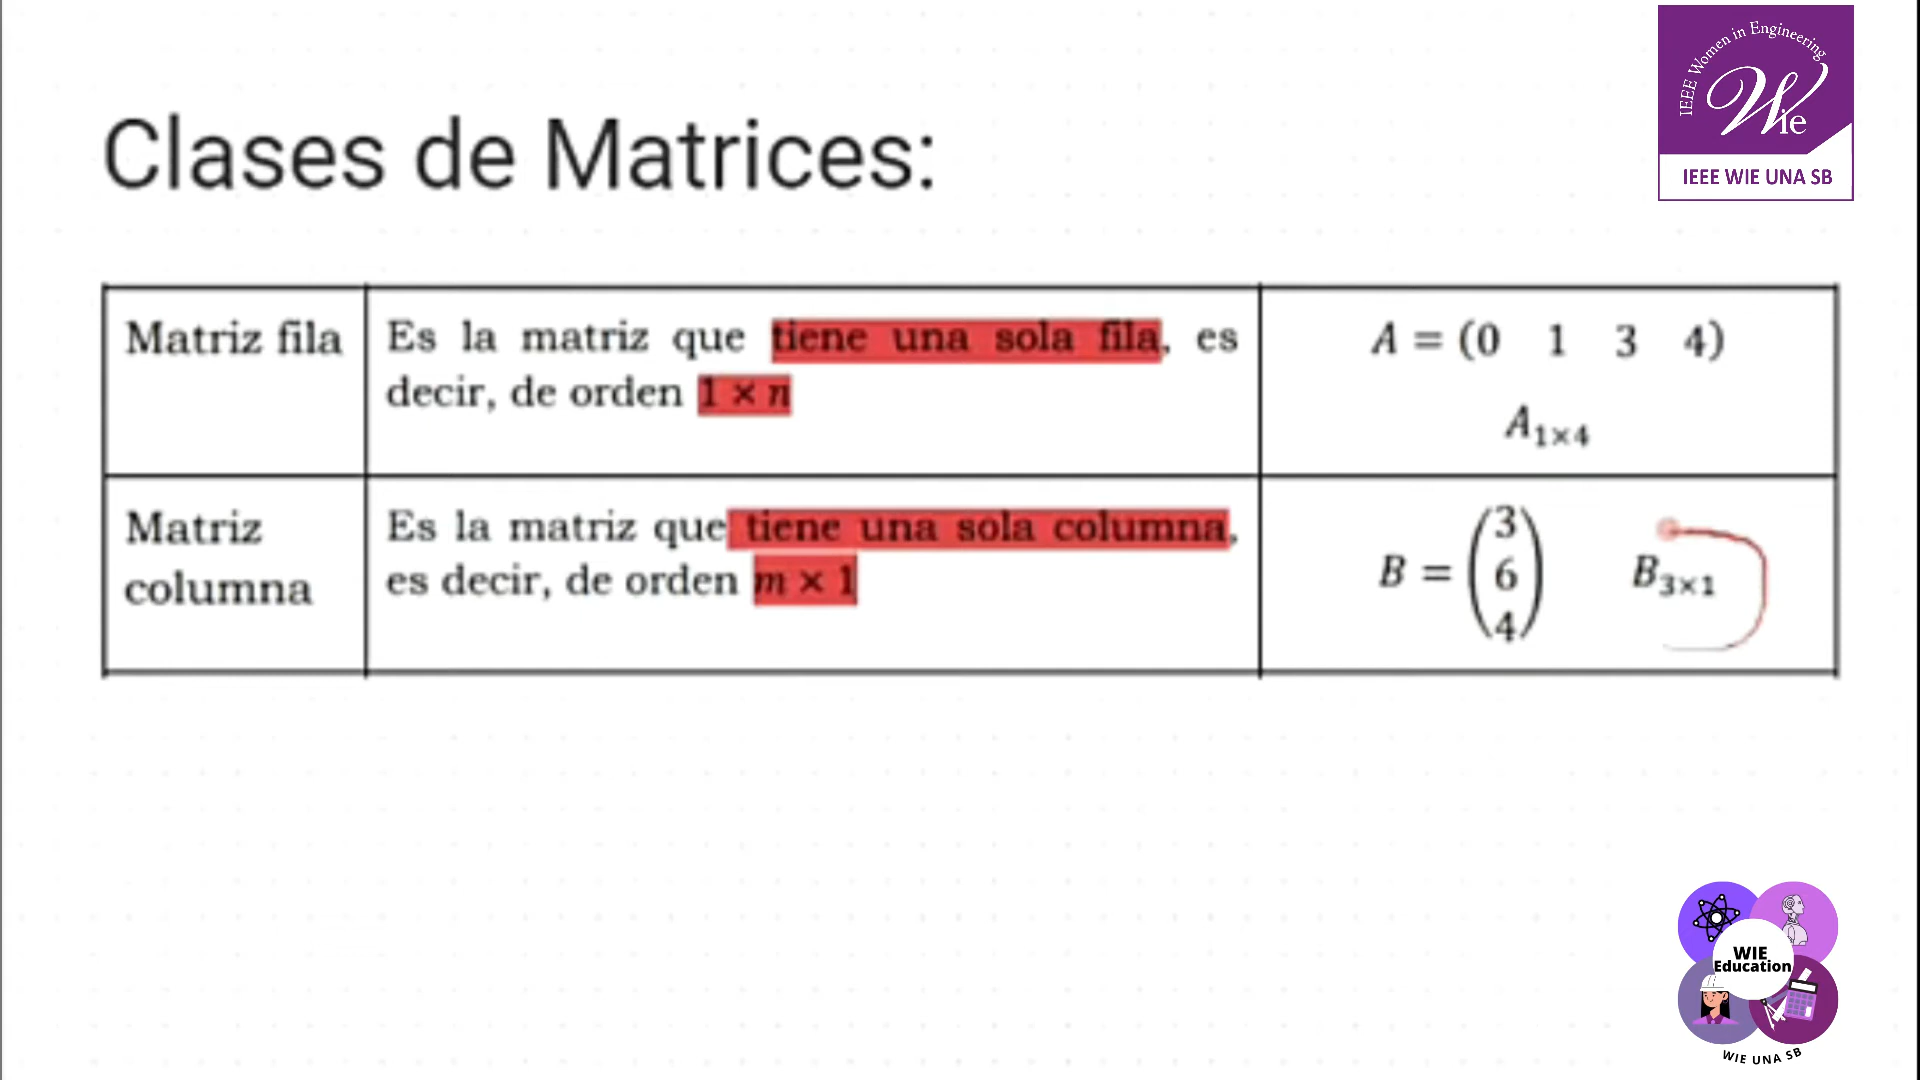 IEEE Women in Engineering
Wie
IEEE WIE UNA SB
Clases de Matrices:
Matriz fila
Es la matriz que tiene una sola fila, es
decir, de orden 1 × n
A = (0 1 3 4)
A1×4
Matriz
columna
Es la matriz que tiene una sola columna,
es decir, de orden m × 1
B = (3
6
4)
B3×1
WIE
Education
WIE UNA SB